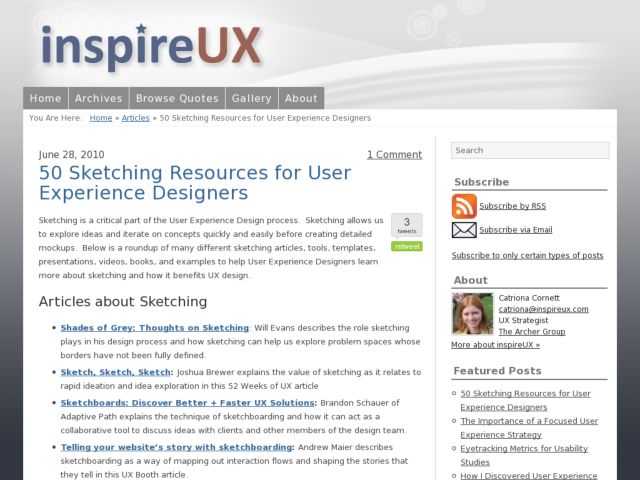 inspireUX
Home Archives Browse Quotes Gallery About
You Are Here: Home » Articles » 50 Sketching Resources for User Experience Designers
June 28, 2010
1 Comment
50 Sketching Resources for User
Experience Designers
3
tweets
retweet
Sketching is a critical part of the User Experience Design process. Sketching allows us
to explore ideas and iterate on concepts quickly and easily before creating detailed
mockups. Below is a roundup of many different sketching articles, tools, templates,
presentations, videos, books, and examples to help User Experience Designers learn
more about sketching and how it benefits UX design.
Articles about Sketching
• Shades of Grey: Thoughts on Sketching: Will Evans describes the role sketching
plays in his design process and how sketching can help us explore problem spaces whose
borders have not been fully defined.
• Sketch, Sketch, Sketch: Joshua Brewer explains the value of sketching as it relates to
rapid ideation and idea exploration in this 52 Weeks of UX article
• Sketchboards: Discover Better + Faster UX Solutions: Brandon Schauer of
Adaptive Path explains the technique of sketchboarding and how it can act as a
collaborative tool to discuss ideas with clients and other members of the design team.
• Telling your website's story with sketchboarding: Andrew Maier describes
sketchboarding as a way of mapping out interaction flows and shaping the stories that
they tell in this UX Booth article.
Search
Subscribe
Subscribe by RSS
Subscribe via Email
Subscribe to only certain types of posts
About
Catriona Cornett
catriona@inspireux.com
UX Strategist
The Archer Group
More about inspireUX »
Featured Posts
50 Sketching Resources for User
Experience Designers
The Importance of a Focused User
Experience Strategy
Eyetracking Metrics for Usability
Studies
How I Discovered User Experience